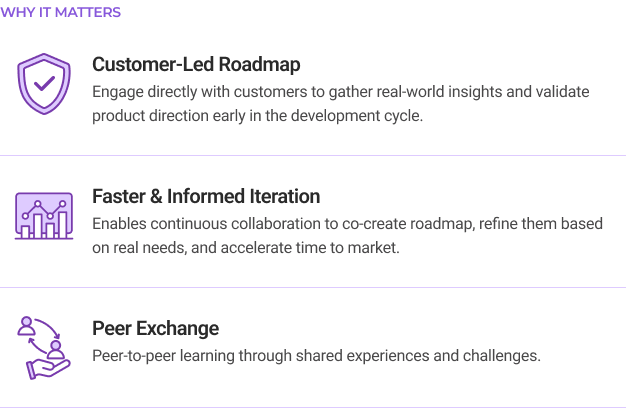 WHY IT MATTERS
Customer-Led Roadmap
Engage directly with customers to gather real-world insights and validate
product direction early in the development cycle.
Faster & Informed Iteration
Enables continuous collaboration to co-create roadmap, refine them based
on real needs, and accelerate time to market.
Peer Exchange
Peer-to-peer learning through shared experiences and challenges.